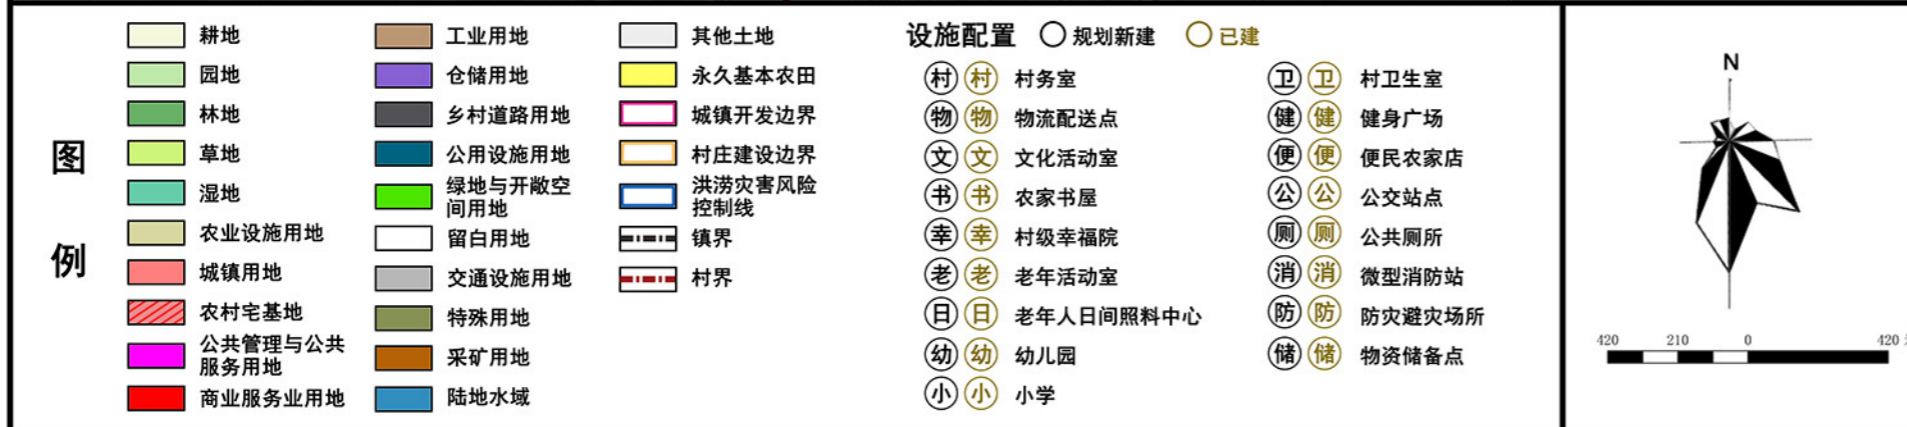 图
例
耕地
园地
林地
草地
湿地
农业设施用地
城镇用地
农村宅基地
公共管理与公共
服务用地
商业服务业用地
工业用地
仓储用地
乡村道路用地
公用设施用地
绿地与开敞空
间用地
留白用地
交通设施用地
特殊用地
采矿用地
陆地水域
其他土地
永久基本农田
城镇开发边界
村庄建设边界
洪涝灾害风险
控制线
镇界
村界
设施配置 规划新建 已建
村 村 村务室
物 物 物流配送点
文 文 文化活动室
书 书 农家书屋
幸 幸 村级幸福院
老 老 老年活动室
日 日 老年人日间照料中心
幼 幼 幼儿园
小 小 小学
卫 卫 村卫生室
健 健 健身广场
便 便 便民农家店
公 公 公交站点
厕 厕 公共厕所
消 消 微型消防站
防 防 防灾避灾场所
储 储 物资储备点
N
420 210 0 420